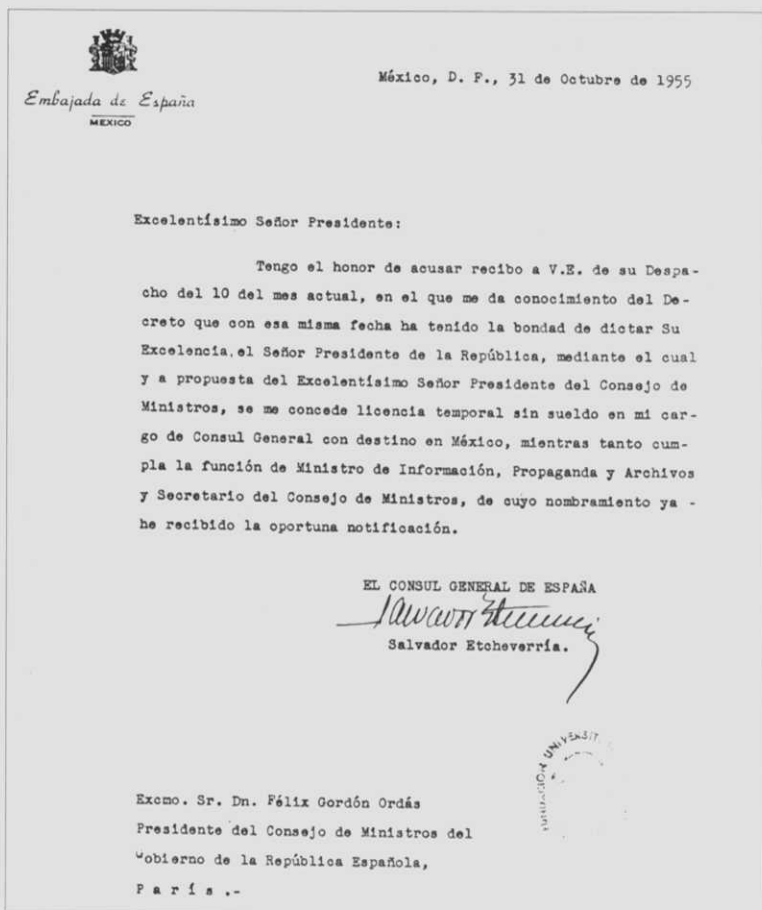 México, D. F., 31 de Octubre de 1955
Embajada de España
MEXICO
Excelentísimo Señor Presidente:
Tengo el honor de acusar recibo a V.E. de su Despa-
cho del 10 del mes actual, en el que me da conocimiento del De-
creto que con esa misma fecha ha tenido la bondad de dictar Su
Excelencia, el Señor Presidente de la República, mediante el cual
y a propuesta del Excelentísimo Señor Presidente del Consejo de
Ministros, se me concede licencia temporal sin sueldo en mi car-
go de Consul General con destino en México, mientras tanto cum-
pla la función de Ministro de Información, Propaganda y Archivos
y Secretario del Consejo de Ministros, de cuyo nombramiento ya -
he recibido la oportuna notificación.
EL CONSUL GENERAL DE ESPAÑA
Salvador Etcheverría.
Excmo. Sr. Dn. Félix Gordón Ordás
Presidente del Consejo de Ministros del
Gobierno de la República Española,
P a r í s .-